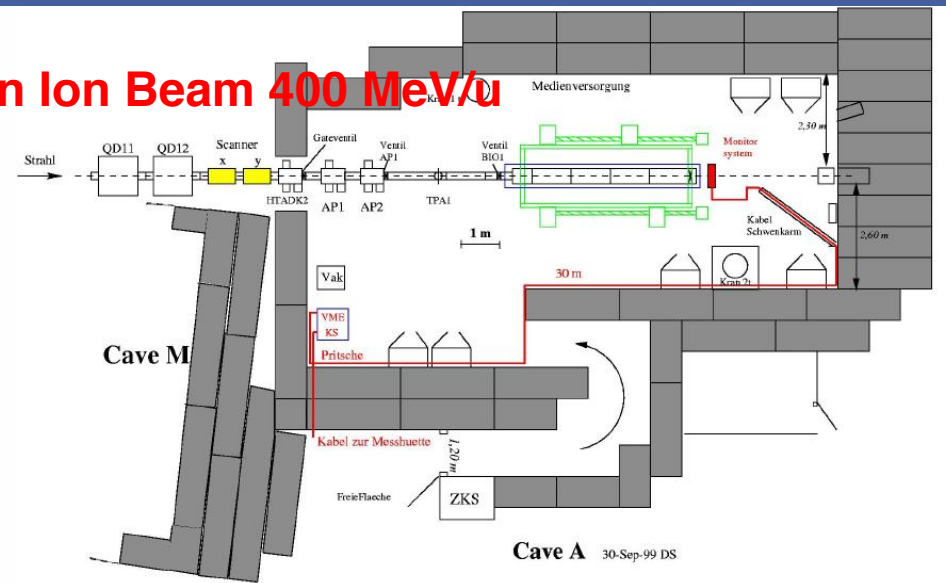 n Ion Beam 400 MeV/u
Medienversorgung
2,30 m
Strahl
QD11
QD12
Scanner
x
y
Gateventil
Ventil
AP1
Ventil
BIO1
Monitor
system
HTADK2
AP1
AP2
TPA1
1 m
Kabel
Schwenkarm
2,60 m
Vak
30 m
Kran 2t
VME
KS
Pritsche
Cave M
Kabel zur Messhuette
1,20 m
FreieFlaeche
ZKS
Cave A 30-Sep-99 DS